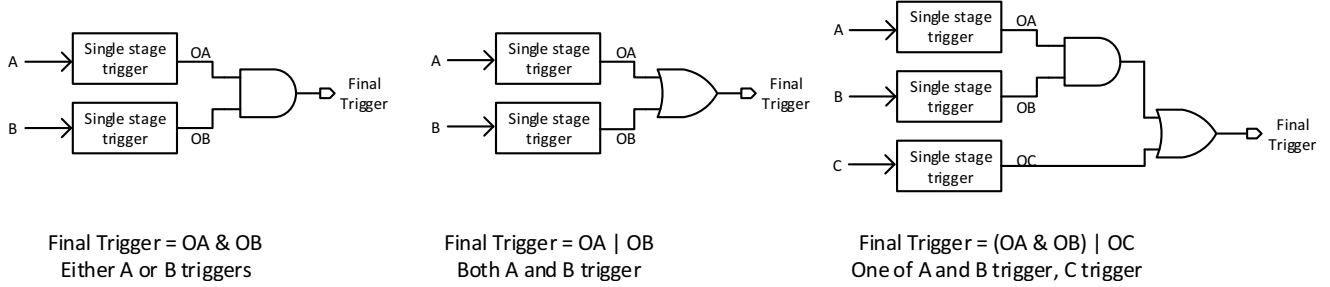 A
Single stage
trigger
OA
B
Single stage
trigger
OB
Final
Trigger
Final Trigger = OA & OB
Either A or B triggers
A
Single stage
trigger
OA
B
Single stage
trigger
OB
Final
Trigger
Final Trigger = OA | OB
Both A and B trigger
A
Single stage
trigger
OA
B
Single stage
trigger
OB
C
Single stage
trigger
OC
Final
Trigger
Final Trigger = (OA & OB) | OC
One of A and B trigger, C trigger